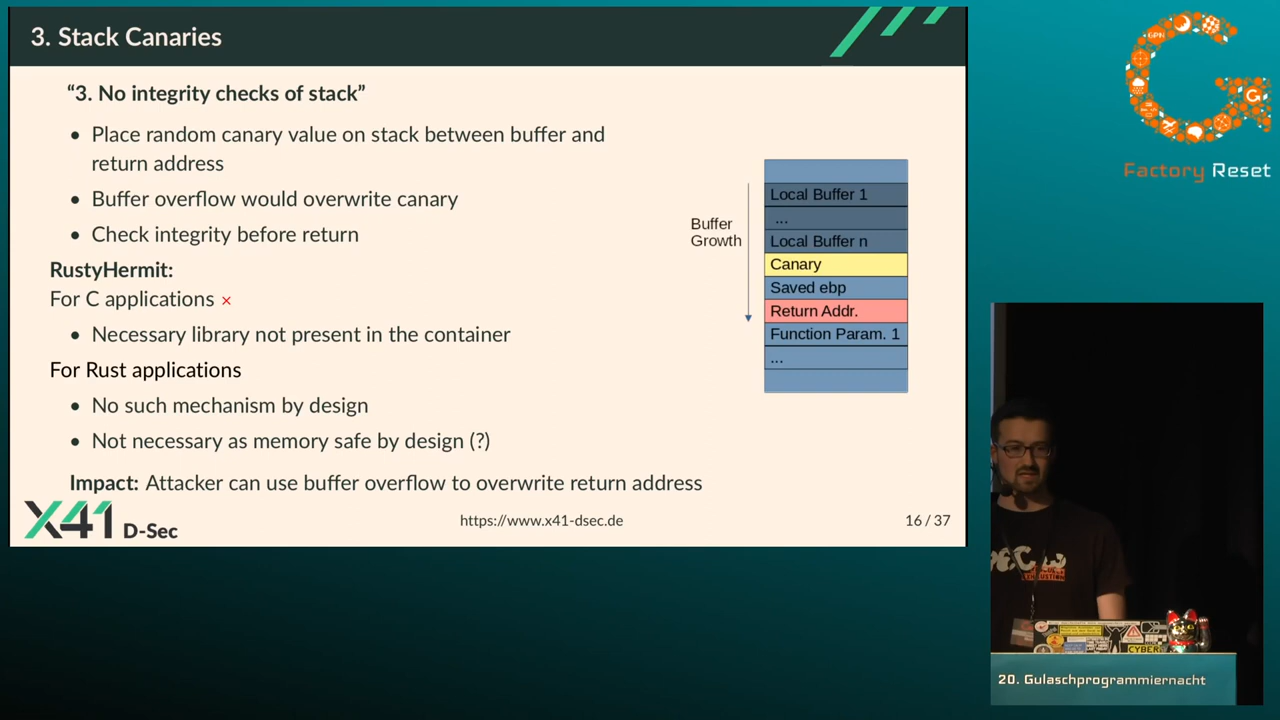 3. Stack Canaries
“3. No integrity checks of stack”
• Place random canary value on stack between buffer and
return address
• Buffer overflow would overwrite canary
• Check integrity before return
RustyHermit:
For C applications ×
• Necessary library not present in the container
For Rust applications
• No such mechanism by design
• Not necessary as memory safe by design (?)
Impact: Attacker can use buffer overflow to overwrite return address
Buffer
Growth
Local Buffer 1
...
Local Buffer n
Canary
Saved ebp
Return Addr.
Function Param. 1
...
X41 D-Sec
https://www.x41-dsec.de
16 / 37
GPN
G
Factory Reset
CYBER
20. Gulaschprogrammiernacht